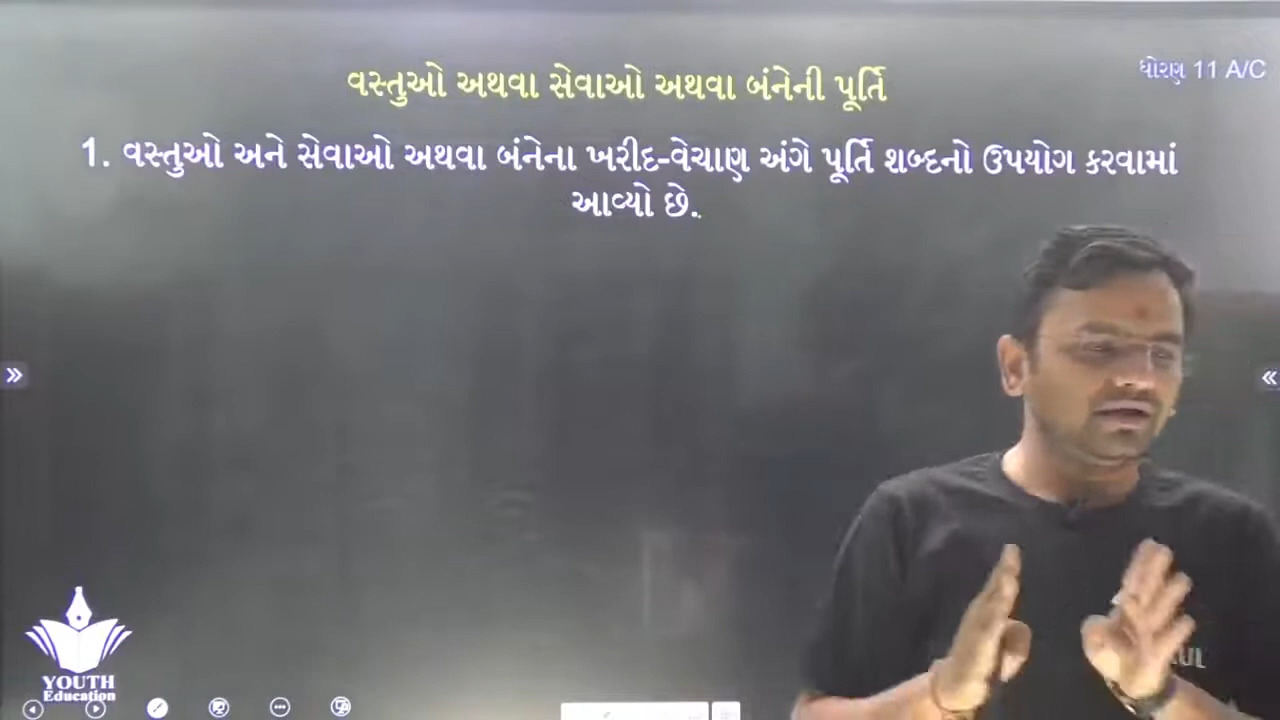 વસ્તુઓ અથવા સેવાઓ અથવા બંનેની પૂર્તિ
ધોરણ 11 A/C
1. વસ્તુઓ અને સેવાઓ અથવા બંનેના ખરીદ-વેચાણ અંગે પૂર્તિ શબ્દનો ઉપયોગ કરવામાં
આવ્યો છે.
YOUTH
Education